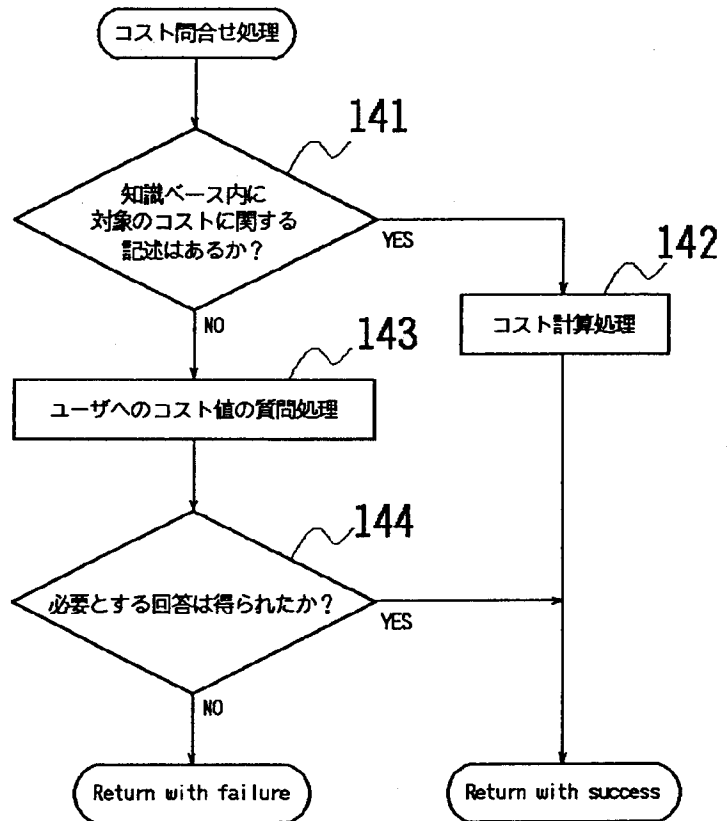 コスト問合せ処理
141
知識ベース内に
対象のコストに関する
記述はあるか？
YES
142
コスト計算処理
NO
143
ユーザへのコスト値の質問処理
144
必要とする回答は得られたか？
YES
NO
Return with failure
Return with success